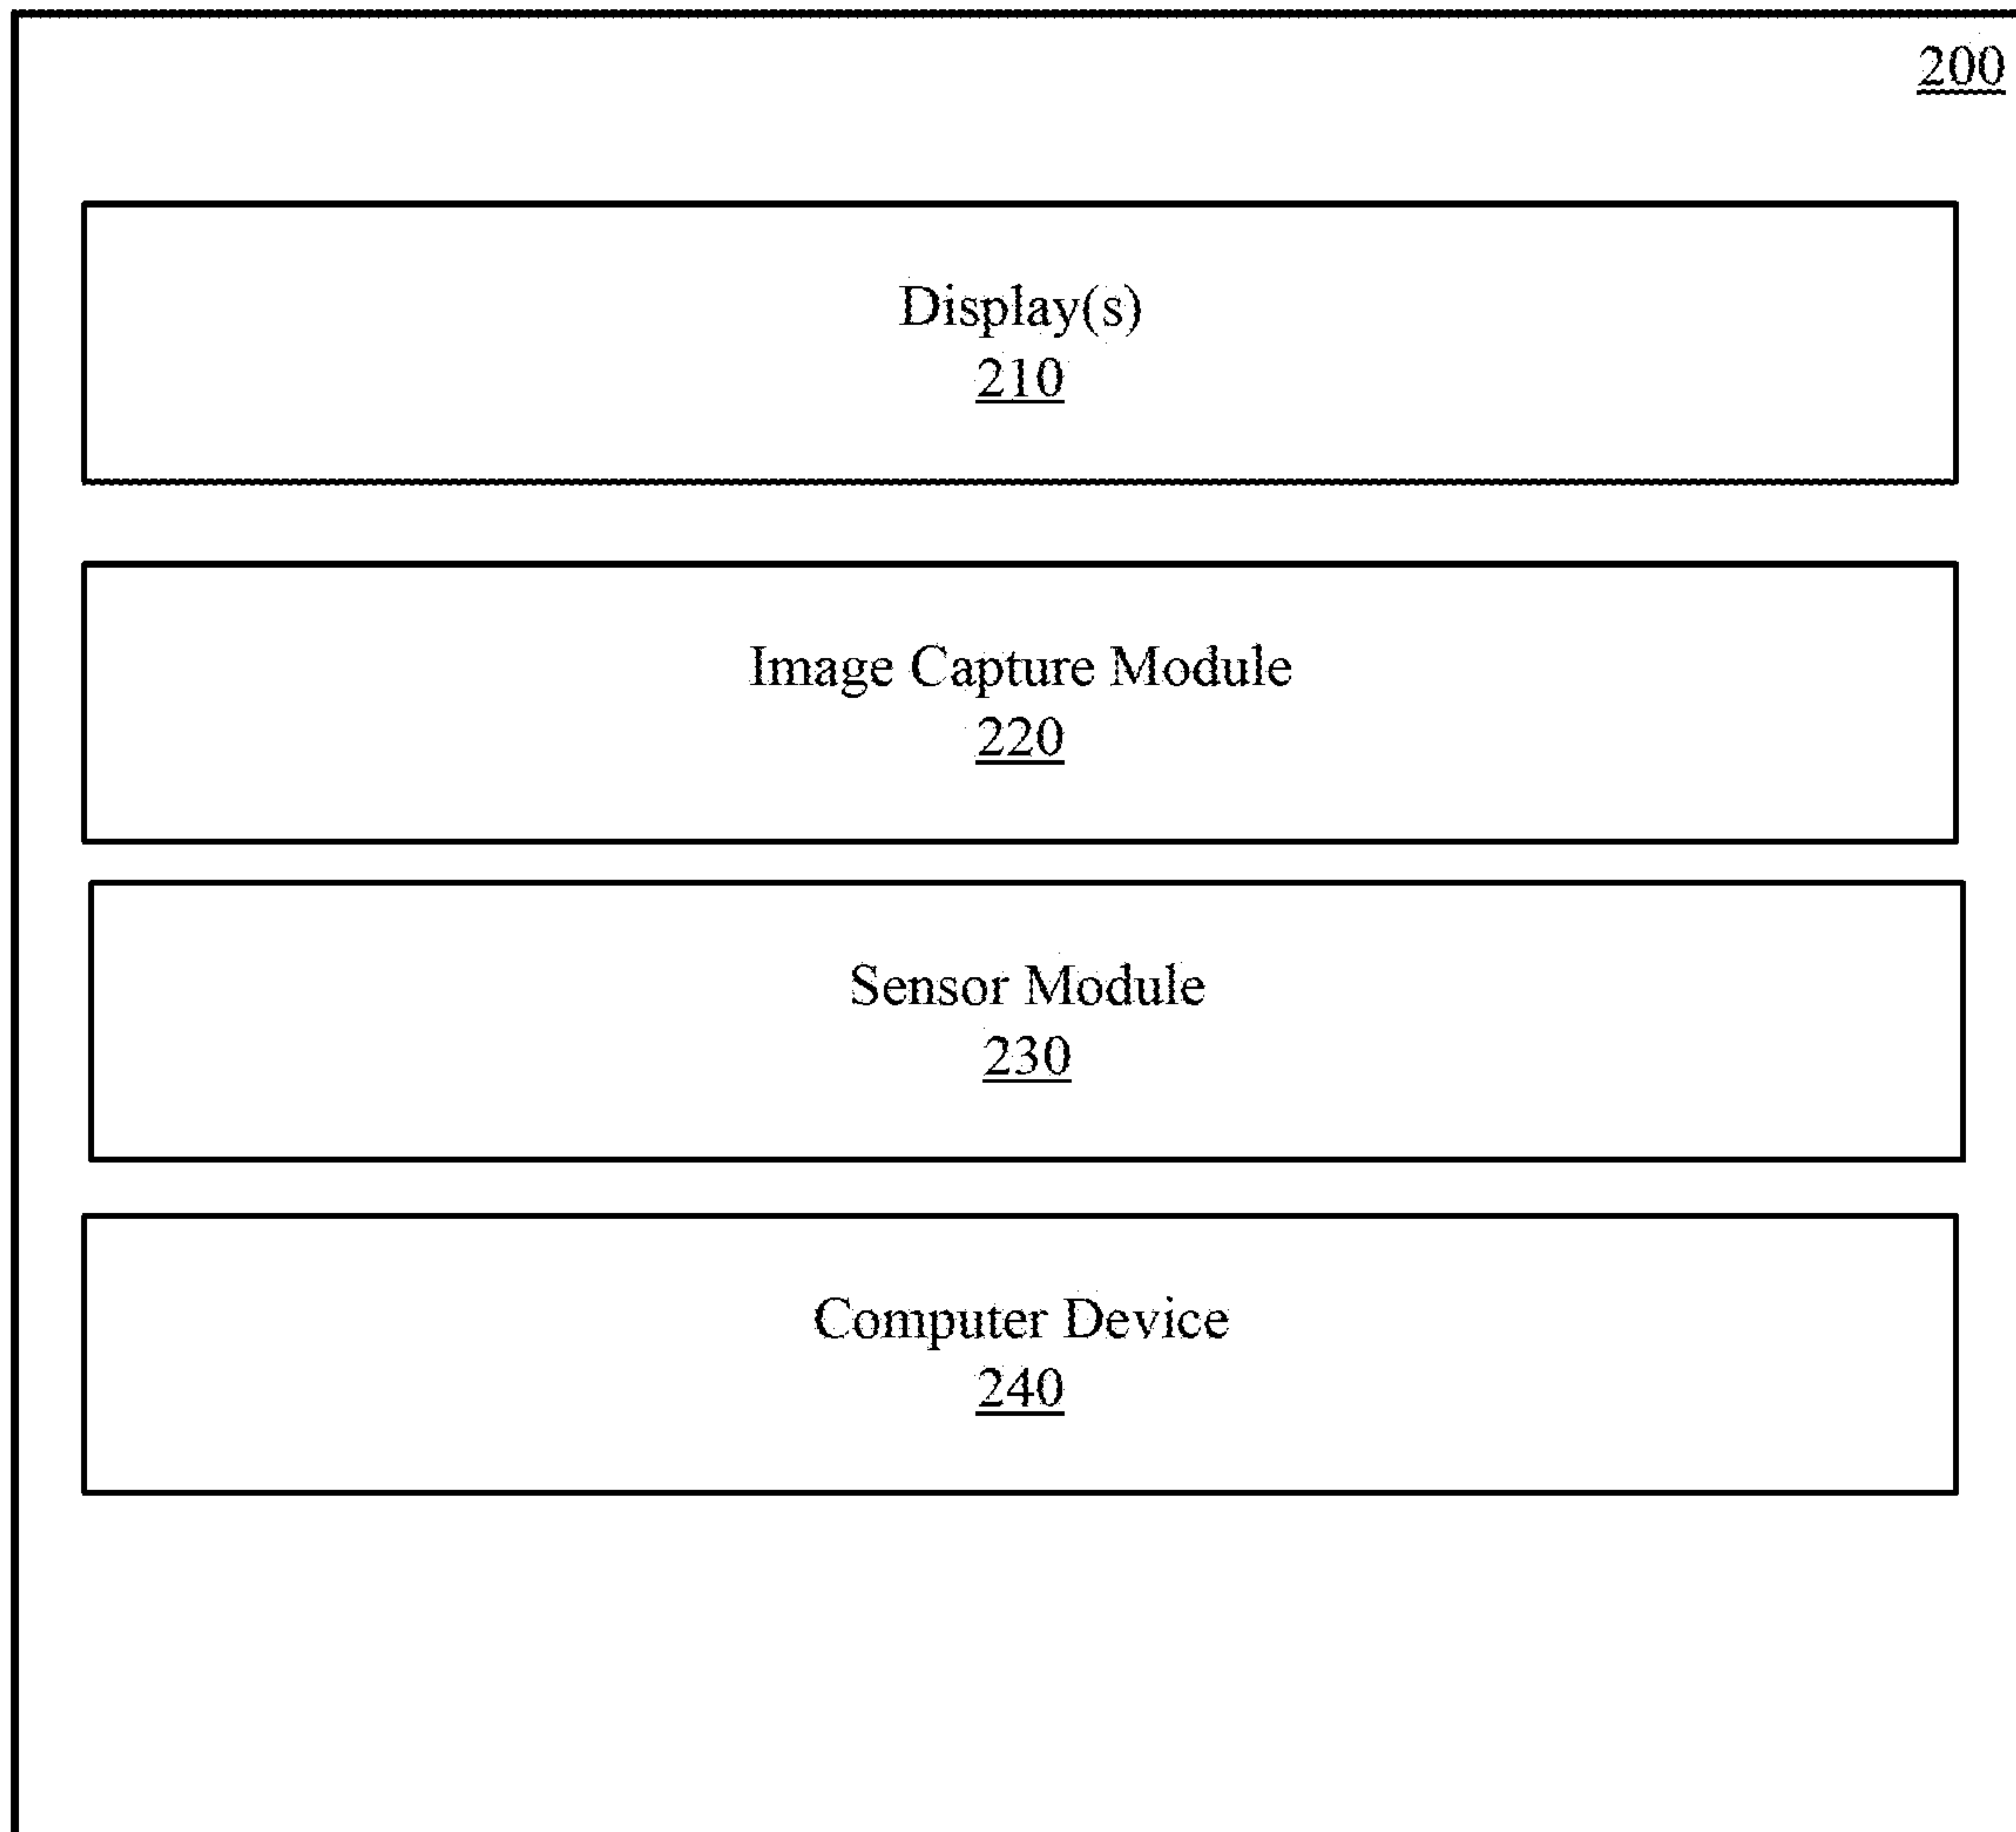 200
Display(s)
210
Image Capture Module
220
Sensor Module
230
Computer Device
240